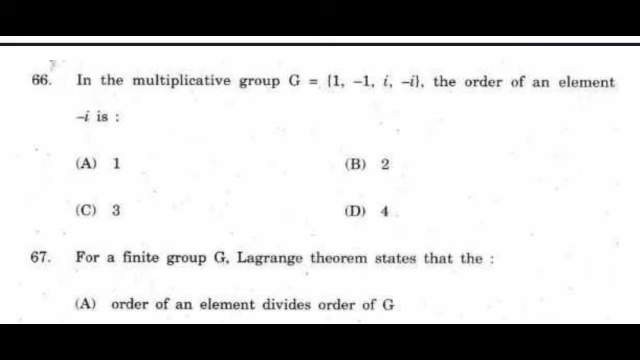 66. In the multiplicative group G = {1, −1, i, −i}, the order of an element
−i is :
(A) 1 (B) 2
(C) 3 (D) 4
67. For a finite group G, Lagrange theorem states that the :
(A) order of an element divides order of G